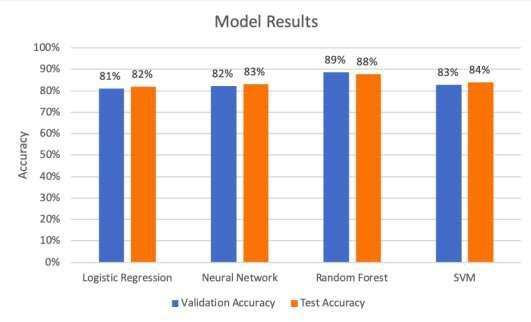 Model Results
100%
90%
80%
70%
60%
50%
40%
30%
20%
10%
0%
Accuracy
81% 82%
82% 83%
89% 88%
83% 84%
Logistic Regression
Neural Network
Random Forest
SVM
Validation Accuracy Test Accuracy